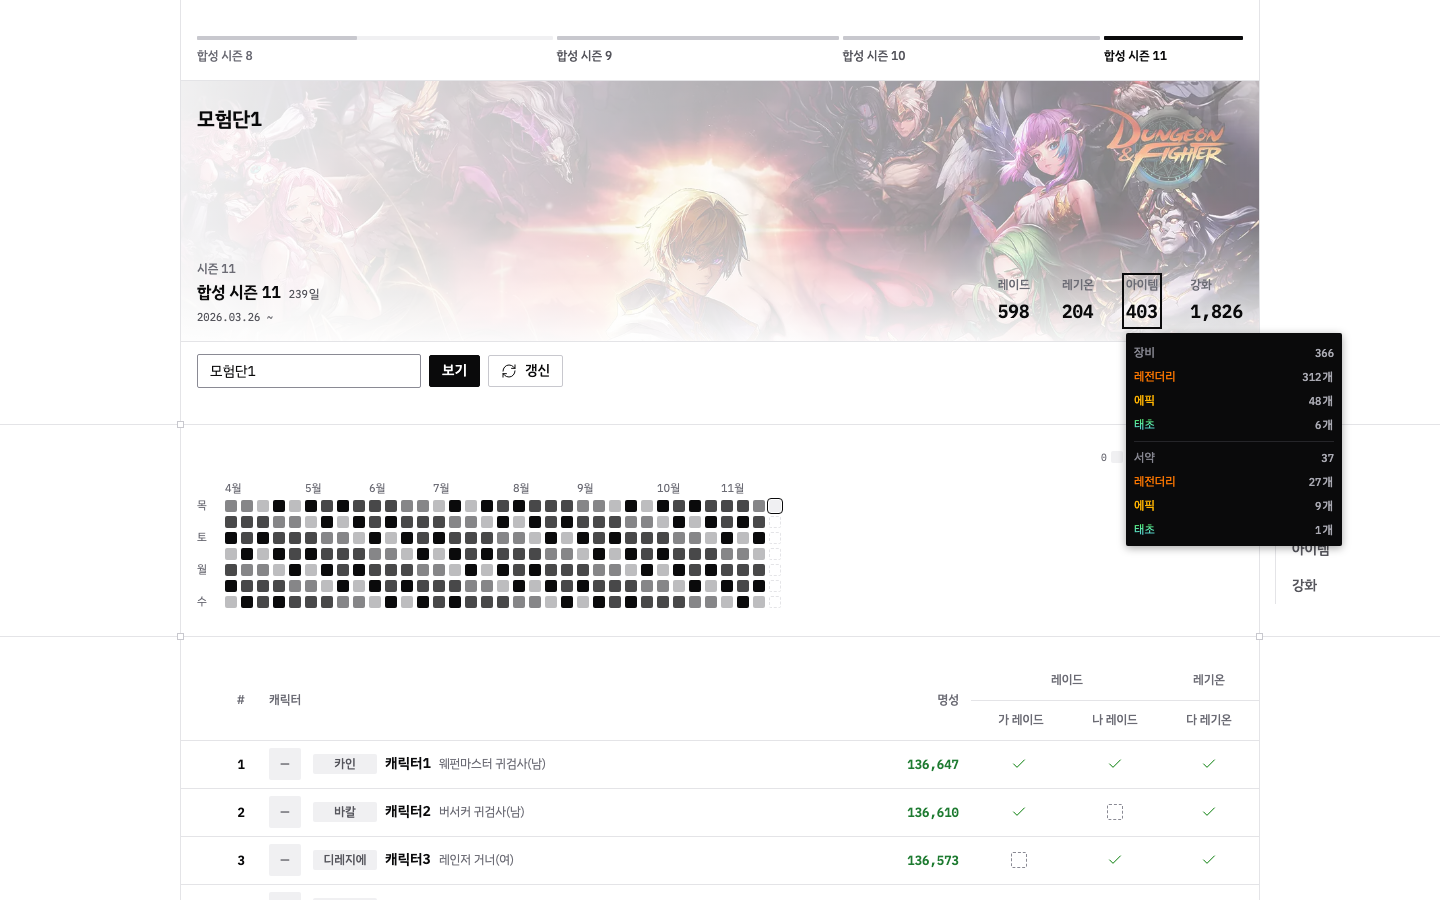 합성 시즌 8
합성 시즌 9
합성 시즌 10
합성 시즌 11
모험단1
DUNGEON
& FIGHTER
시즌 11
합성 시즌 11 239일
2026.03.26 ~
레이드
598
레기온
204
아이템
403
강화
1,826
모험단1
보기
갱신
장비 366
레전더리 312개
에픽 48개
태초 6개
서약 37
레전더리 27개
에픽 9개
태초 1개
0
4월 5월 6월 7월 8월 9월 10월 11월
목
토
월
수
아이템
강화
# 캐릭터 명성 레이드 레기온
가 레이드 나 레이드 다 레기온
1 — 카인 캐릭터1 웨펀마스터 귀검사(남) 136,647
2 — 바칼 캐릭터2 버서커 귀검사(남) 136,610
3 — 디레지에 캐릭터3 레인저 거너(여) 136,573